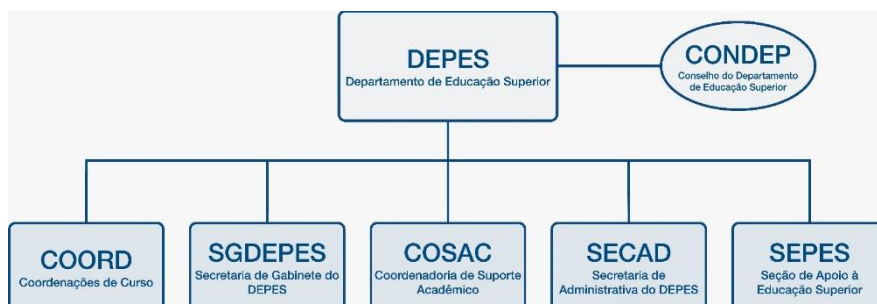 DEPES
Departamento de Educação Superior
CONDEP
Conselho do Departamento
de Educação Superior
COORD
Coordenações de Curso
SGDEPES
Secretaria de Gabinete do
DEPES
COSAC
Coordenadoria de Suporte
Acadêmico
SECAD
Secretaria de
Administrativa do DEPES
SEPES
Seção de Apoio à
Educação Superior